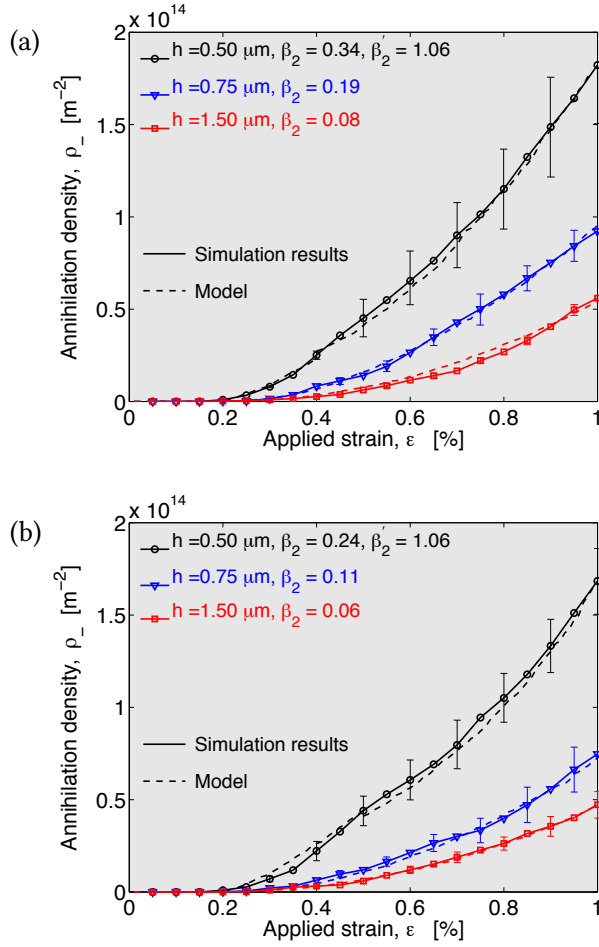 (a)
2 x 10^14
h =0.50 μm, β2 = 0.34, β2' = 1.06
h =0.75 μm, β2 = 0.19
h =1.50 μm, β2 = 0.08
1.5
1
Simulation results
Model
0.5
0
0 0.2 0.4 0.6 0.8 1
Annihilation density, ρ_ [m^−2]
Applied strain, ε [%]
(b)
2 x 10^14
h =0.50 μm, β2 = 0.24, β2' = 1.06
h =0.75 μm, β2 = 0.11
h =1.50 μm, β2 = 0.06
1.5
1
Simulation results
Model
0.5
0
0 0.2 0.4 0.6 0.8 1
Annihilation density, ρ_ [m^−2]
Applied strain, ε [%]